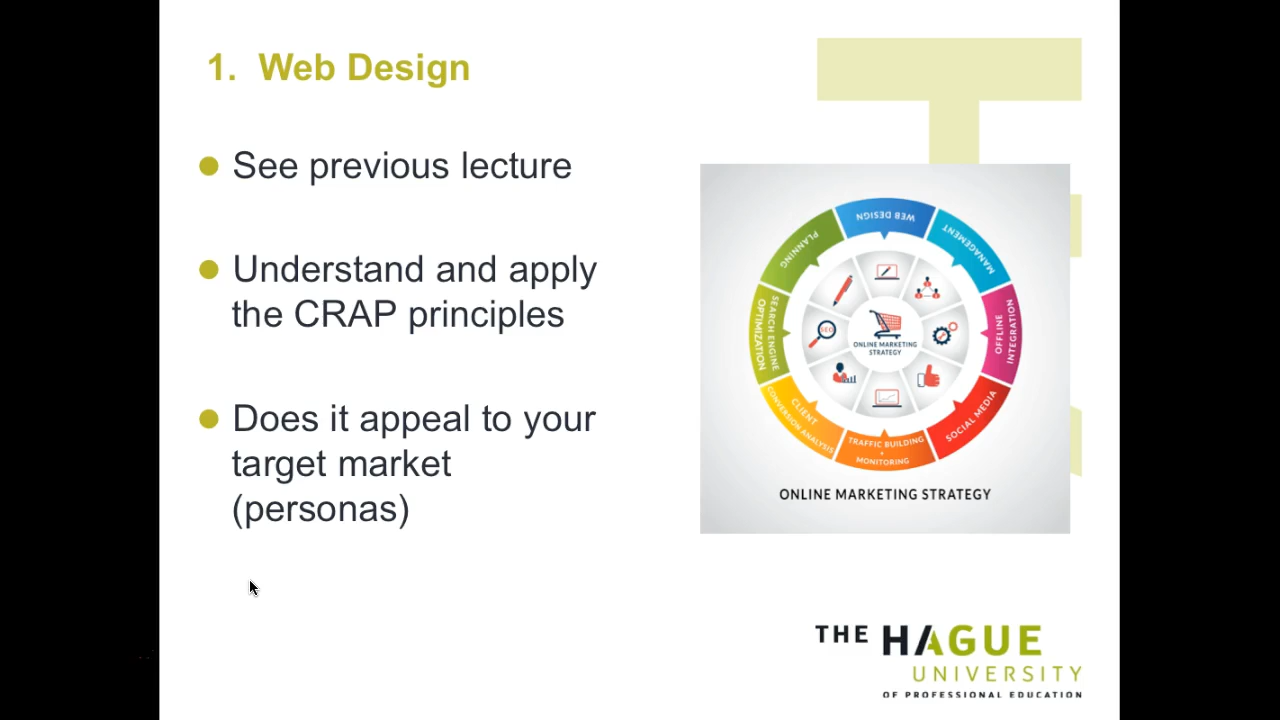 1. Web Design
See previous lecture
Understand and apply
the CRAP principles
Does it appeal to your
target market
(personas)
WEB DESIGN
MANAGEMENT
OFFLINE
INTEGRATION
SOCIAL MEDIA
TRAFFIC BUILDING
+
MONITORING
CLIENT
CONVERSION ANALYSIS
SEARCH ENGINE
OPTIMIZATION
PLANNING
SEO
ONLINE MARKETING
STRATEGY
ONLINE MARKETING STRATEGY
THE HAGUE
UNIVERSITY
OF PROFESSIONAL EDUCATION